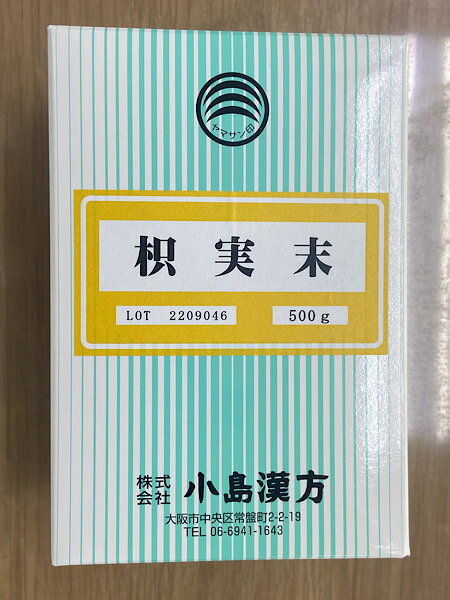 ヤマサン印
枳実末
LOT 2209046
500g
株式会社 小島漢方
大阪市中央区常盤町2-2-19
TEL 06-6941-1643